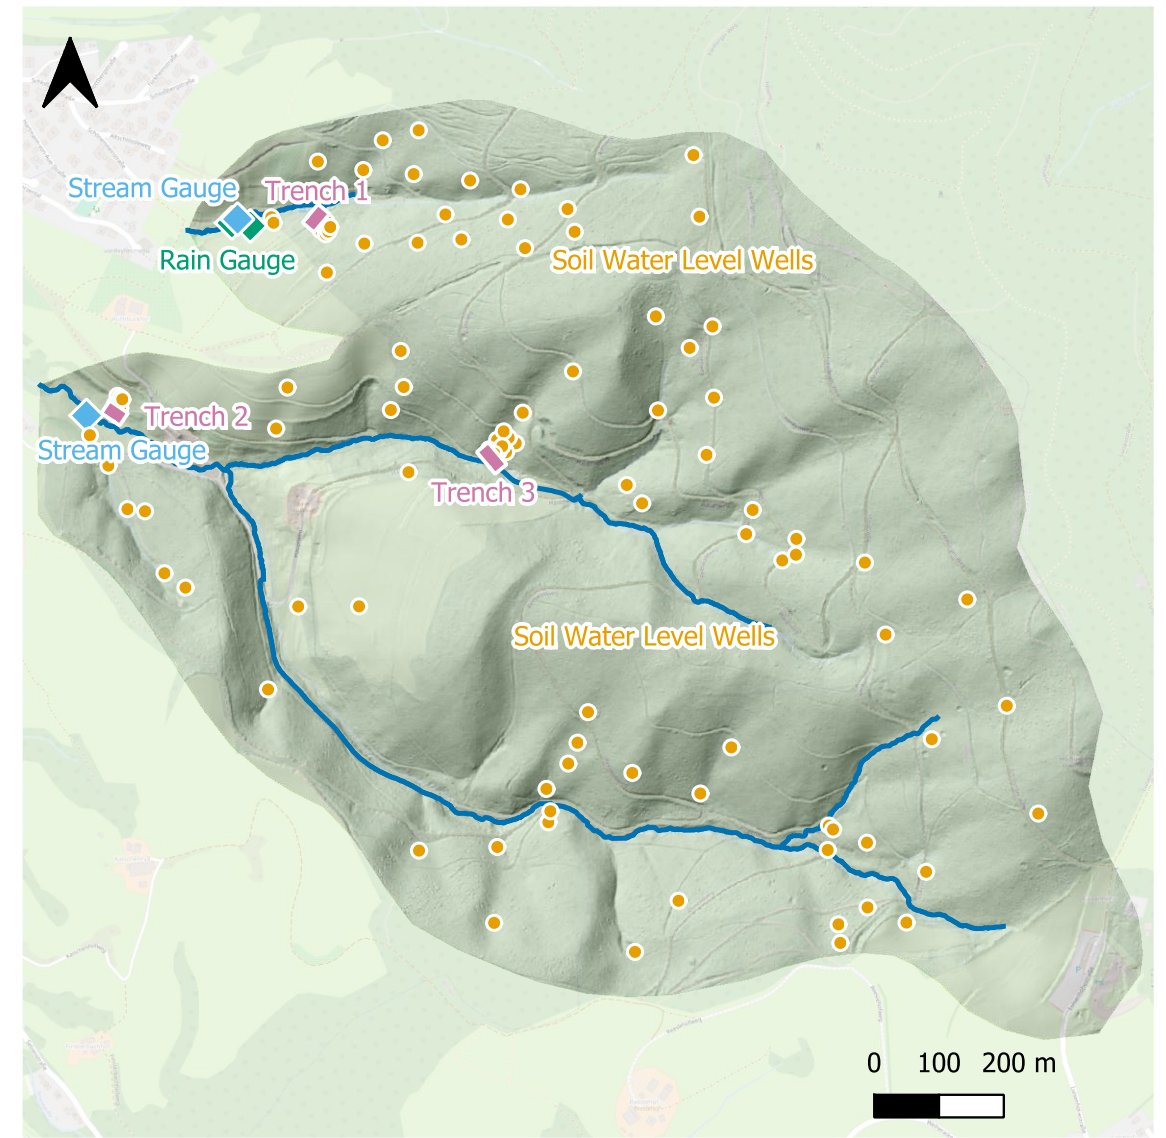 Stream Gauge
Trench 1
Rain Gauge
Soil Water Level Wells
Trench 2
Stream Gauge
Trench 3
Soil Water Level Wells
0 100 200 m